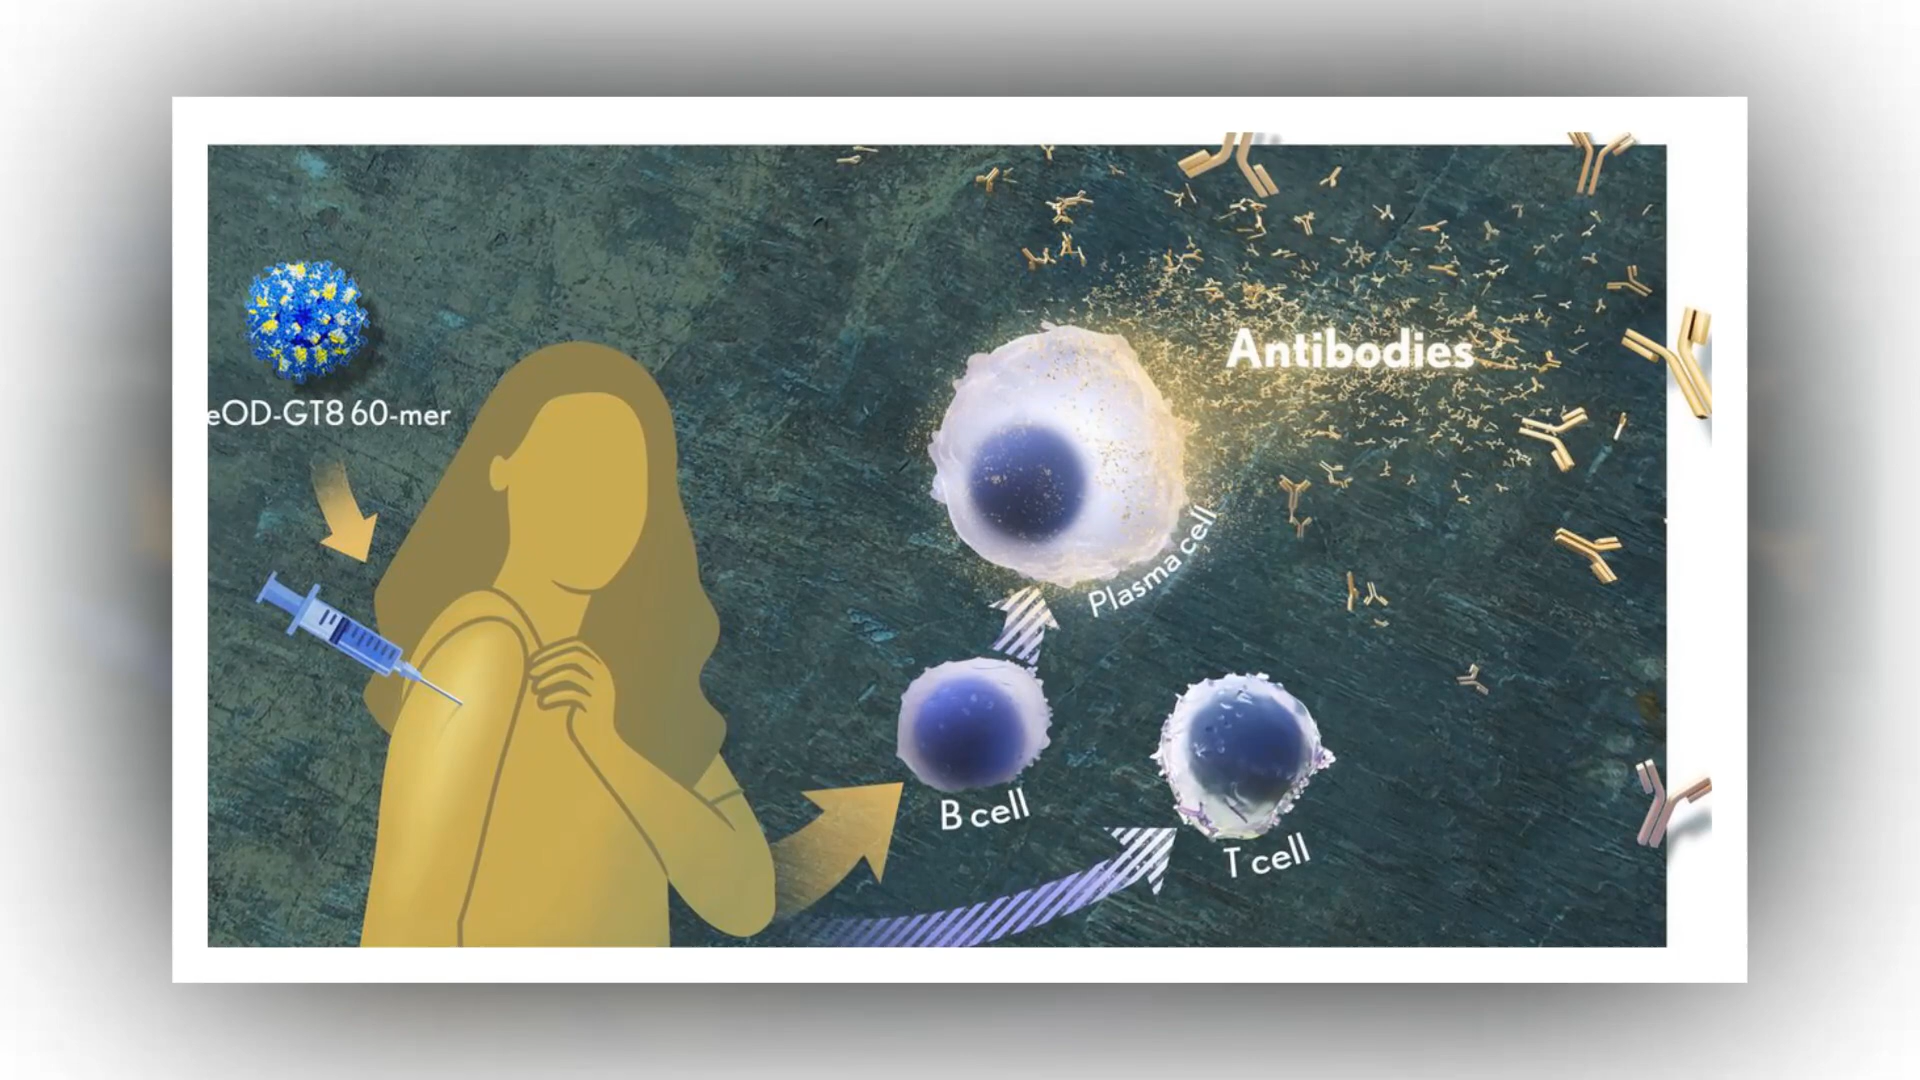 Antibodies
eOD-GT8 60-mer
Plasma cell
B cell
T cell